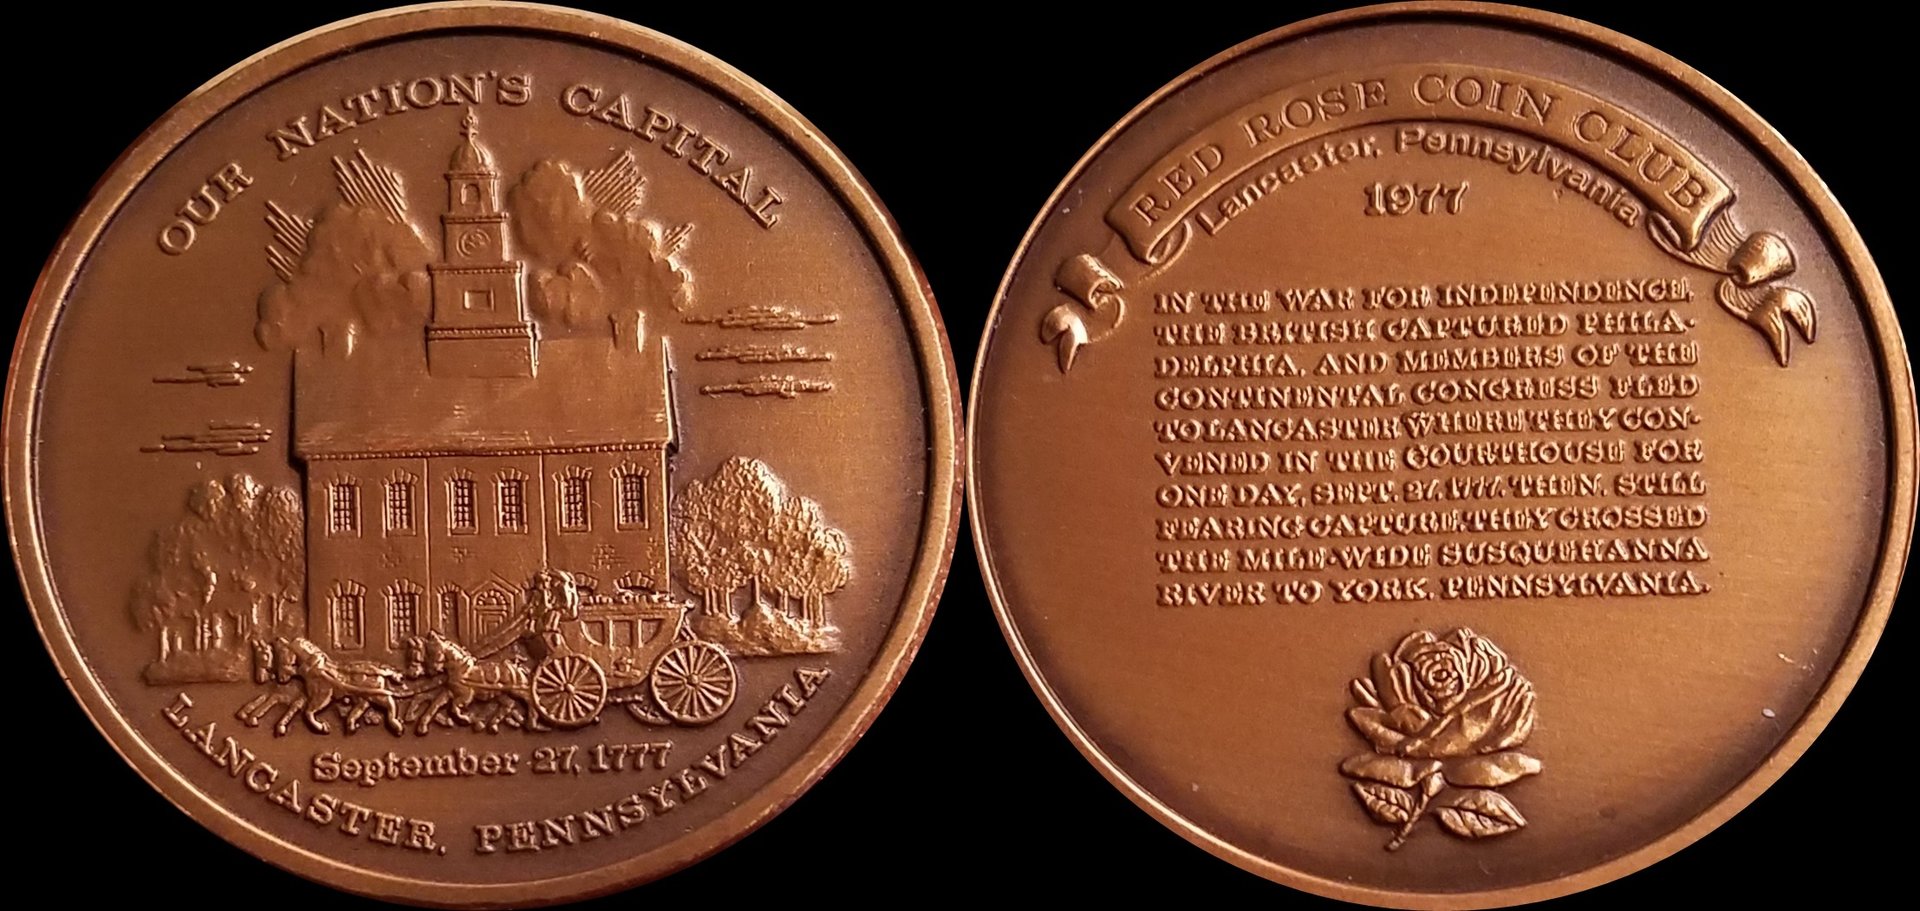 OUR NATION'S CAPITAL
September 27, 1777
LANCASTER, PENNSYLVANIA
RED ROSE COIN CLUB
Lancaster, Pennsylvania
1977
IN THE WAR FOR INDEPENDENCE,
THE BRITISH CAPTURED PHILA-
DELPHIA, AND MEMBERS OF THE
CONTINENTAL CONGRESS FLED
TO LANCASTER WHERE THEY CON-
VENED IN THE COURTHOUSE FOR
ONE DAY, SEPT. 27, 1777. THEN, STILL
FEARING CAPTURE, THEY CROSSED
THE MILE-WIDE SUSQUEHANNA
RIVER TO YORK, PENNSYLVANIA.